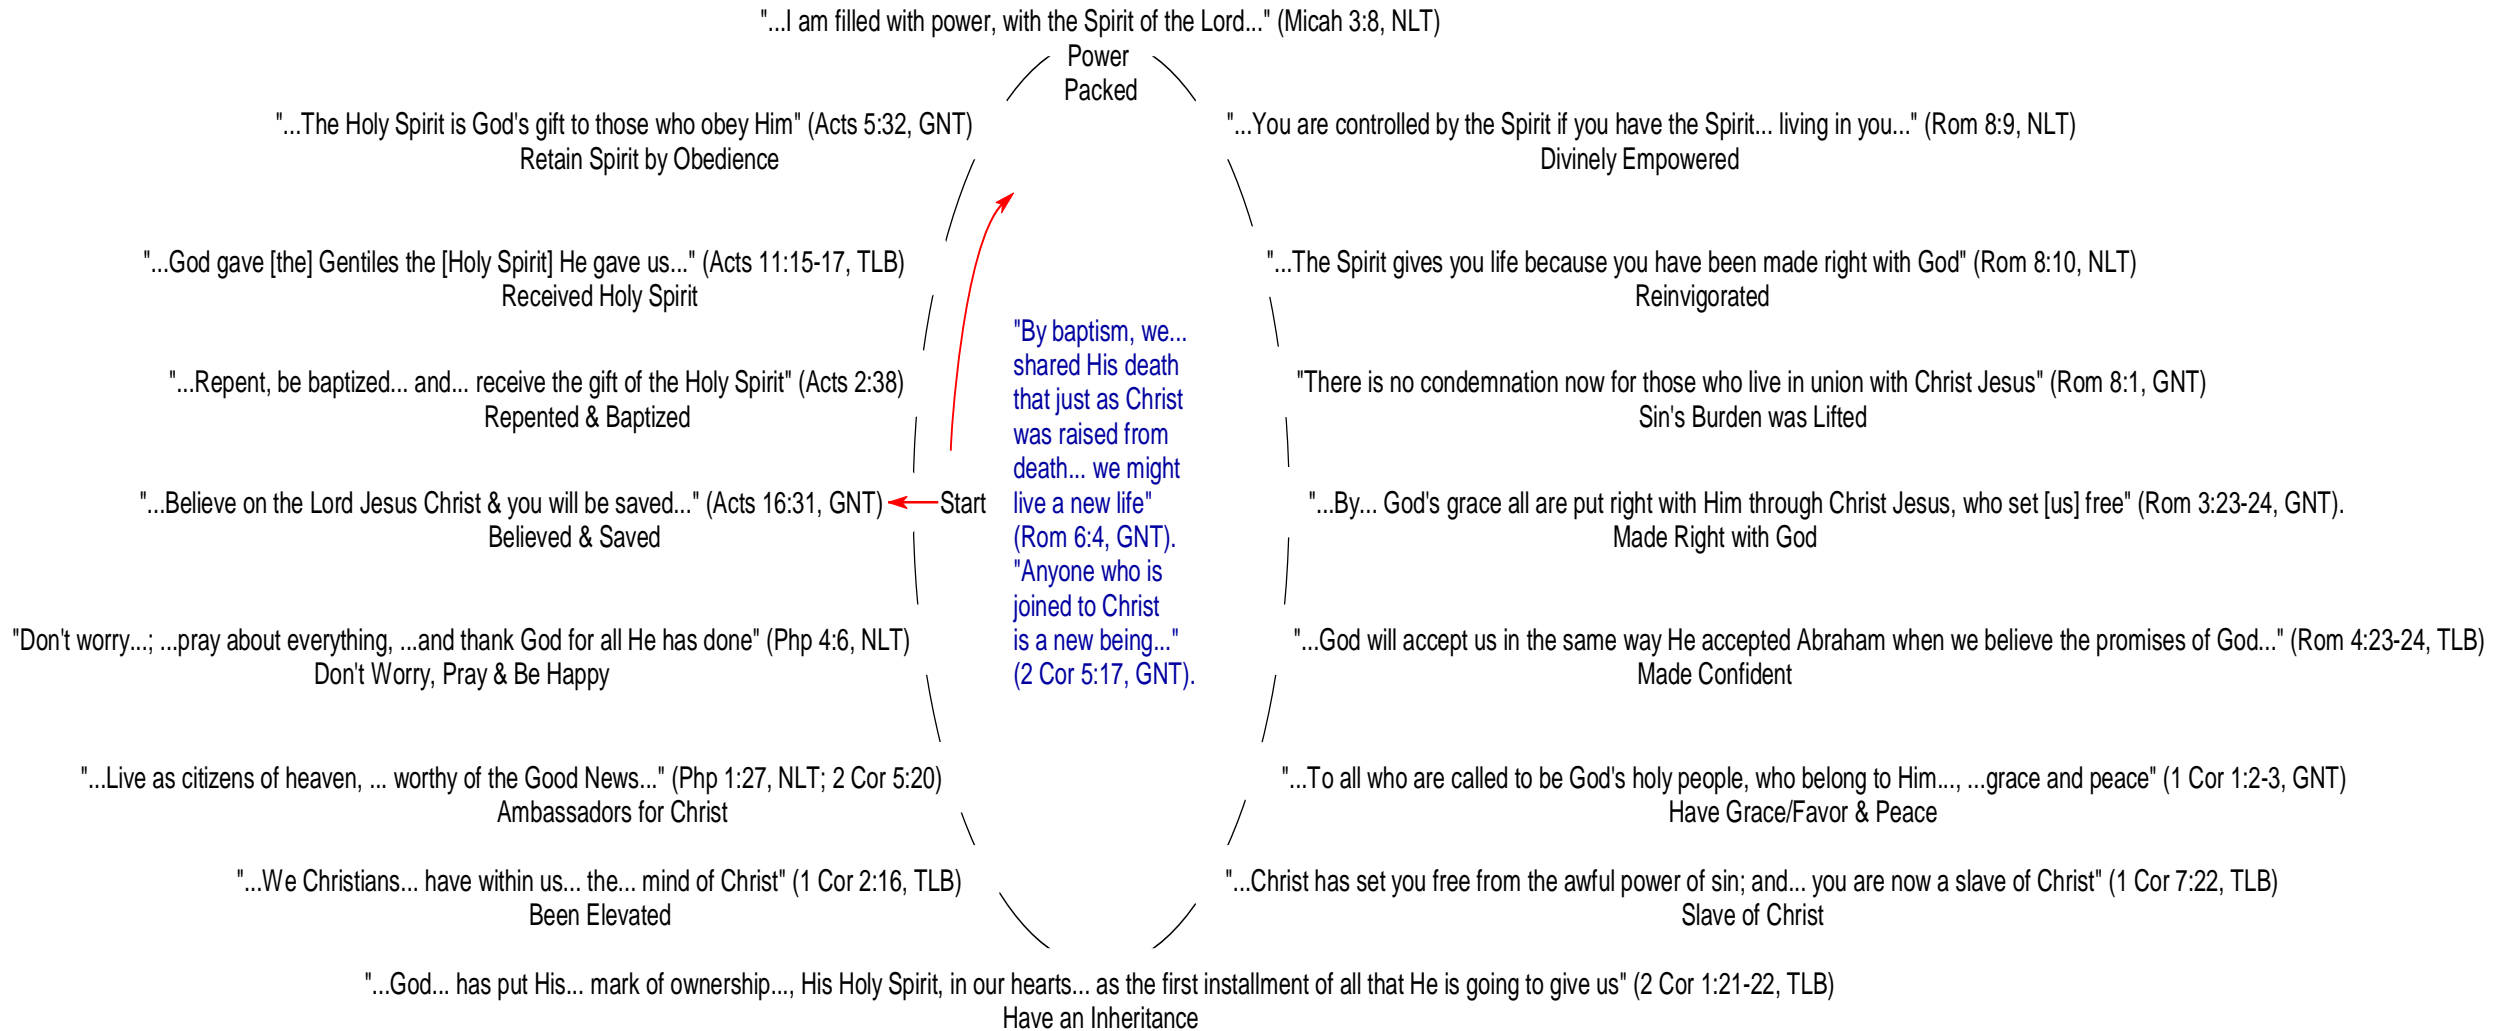 "...I am filled with power, with the Spirit of the Lord..." (Micah 3:8, NLT)
Power
Packed
"...The Holy Spirit is God's gift to those who obey Him" (Acts 5:32, GNT)
Retain Spirit by Obedience
"...You are controlled by the Spirit if you have the Spirit... living in you..." (Rom 8:9, NLT)
Divinely Empowered
"...God gave [the] Gentiles the [Holy Spirit] He gave us..." (Acts 11:15-17, TLB)
Received Holy Spirit
"...The Spirit gives you life because you have been made right with God" (Rom 8:10, NLT)
Reinvigorated
"...Repent, be baptized... and... receive the gift of the Holy Spirit" (Acts 2:38)
Repented & Baptized
"There is no condemnation now for those who live in union with Christ Jesus" (Rom 8:1, GNT)
Sin's Burden was Lifted
"...Believe on the Lord Jesus Christ & you will be saved..." (Acts 16:31, GNT)
Believed & Saved
Start
"By baptism, we...
shared His death
that just as Christ
was raised from
death... we might
live a new life"
(Rom 6:4, GNT).
"Anyone who is
joined to Christ
is a new being..."
(2 Cor 5:17, GNT).
"...By... God's grace all are put right with Him through Christ Jesus, who set [us] free" (Rom 3:23-24, GNT).
Made Right with God
"Don't worry...; ...pray about everything, ...and thank God for all He has done" (Php 4:6, NLT)
Don't Worry, Pray & Be Happy
"...God will accept us in the same way He accepted Abraham when we believe the promises of God..." (Rom 4:23-24, TLB)
Made Confident
"...Live as citizens of heaven, ... worthy of the Good News..." (Php 1:27, NLT; 2 Cor 5:20)
Ambassadors for Christ
"...To all who are called to be God's holy people, who belong to Him..., ...grace and peace" (1 Cor 1:2-3, GNT)
Have Grace/Favor & Peace
"...We Christians... have within us... the... mind of Christ" (1 Cor 2:16, TLB)
Been Elevated
"...Christ has set you free from the awful power of sin; and... you are now a slave of Christ" (1 Cor 7:22, TLB)
Slave of Christ
"...God... has put His... mark of ownership..., His Holy Spirit, in our hearts... as the first installment of all that He is going to give us" (2 Cor 1:21-22, TLB)
Have an Inheritance